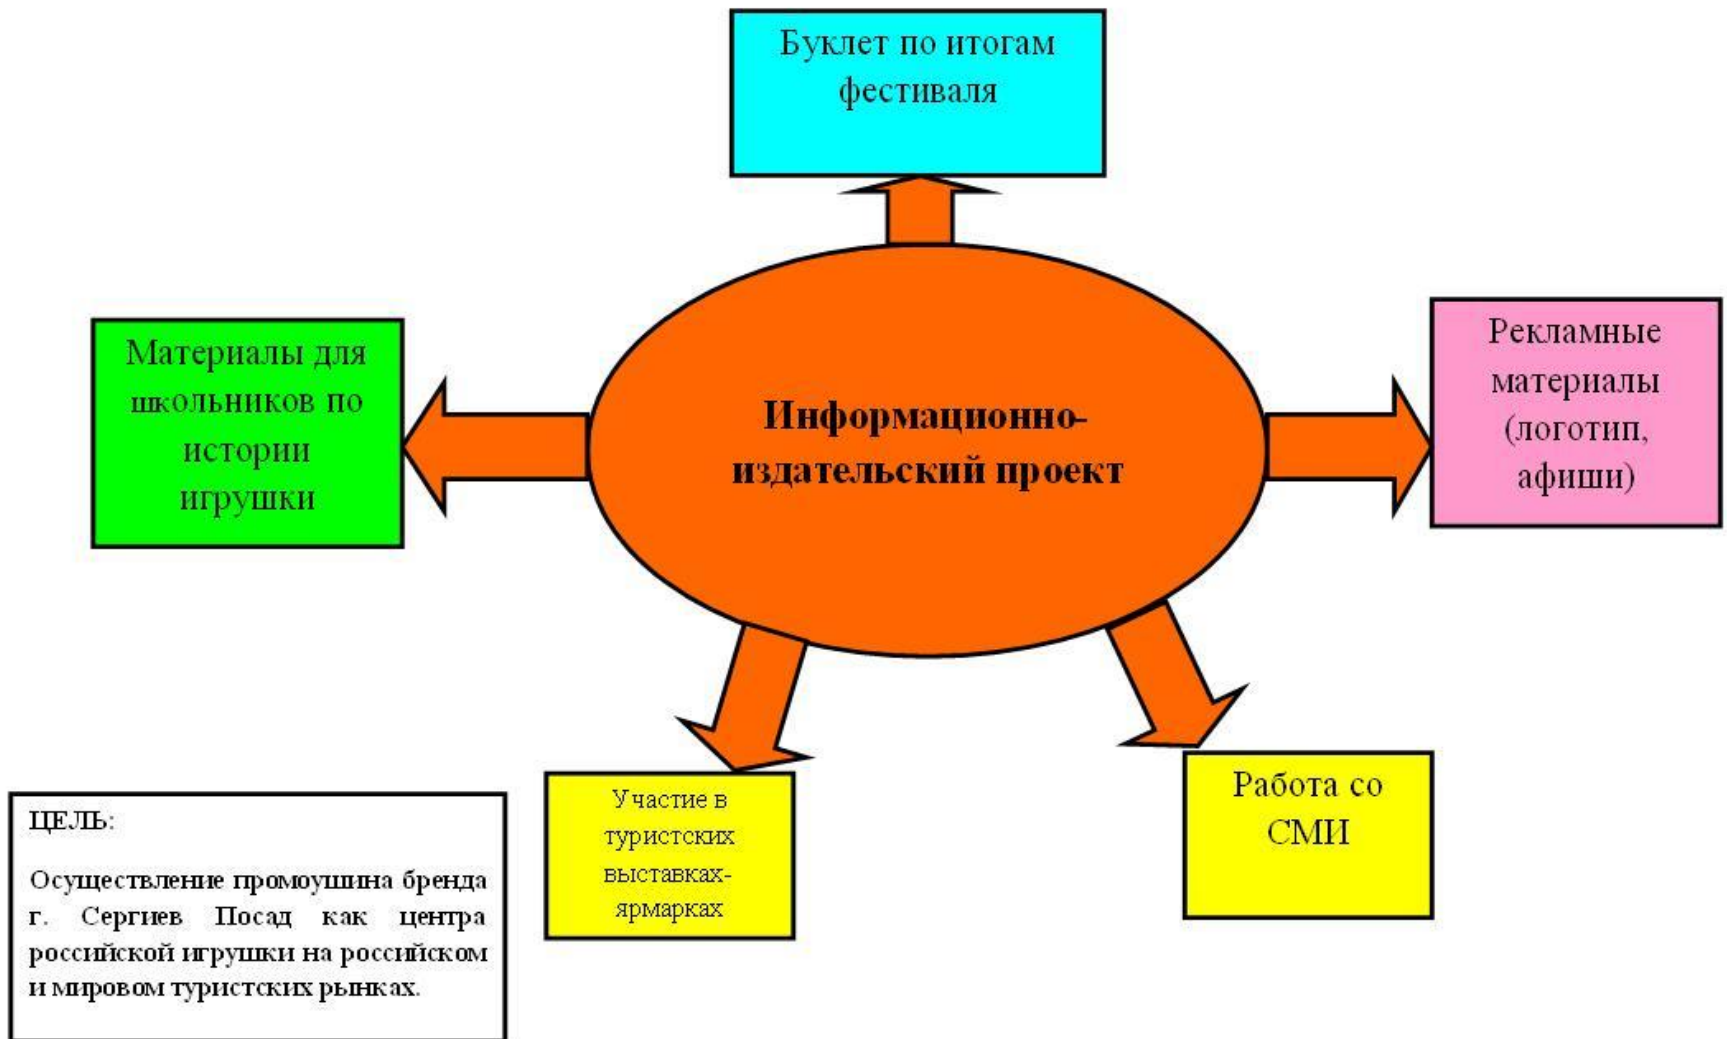 Буклет по итогам
фестиваля
Материалы для
школьников по
истории
игрушки
Информационно-
издательский проект
Рекламные
материалы
(логотип,
афиши)
Участие в
туристских
выставках-
ярмарках
Работа со
СМИ
ЦЕЛЬ:
Осуществление промоушина бренда
г. Сергиев Посад как центра
российской игрушки на российском
и мировом туристских рынках.